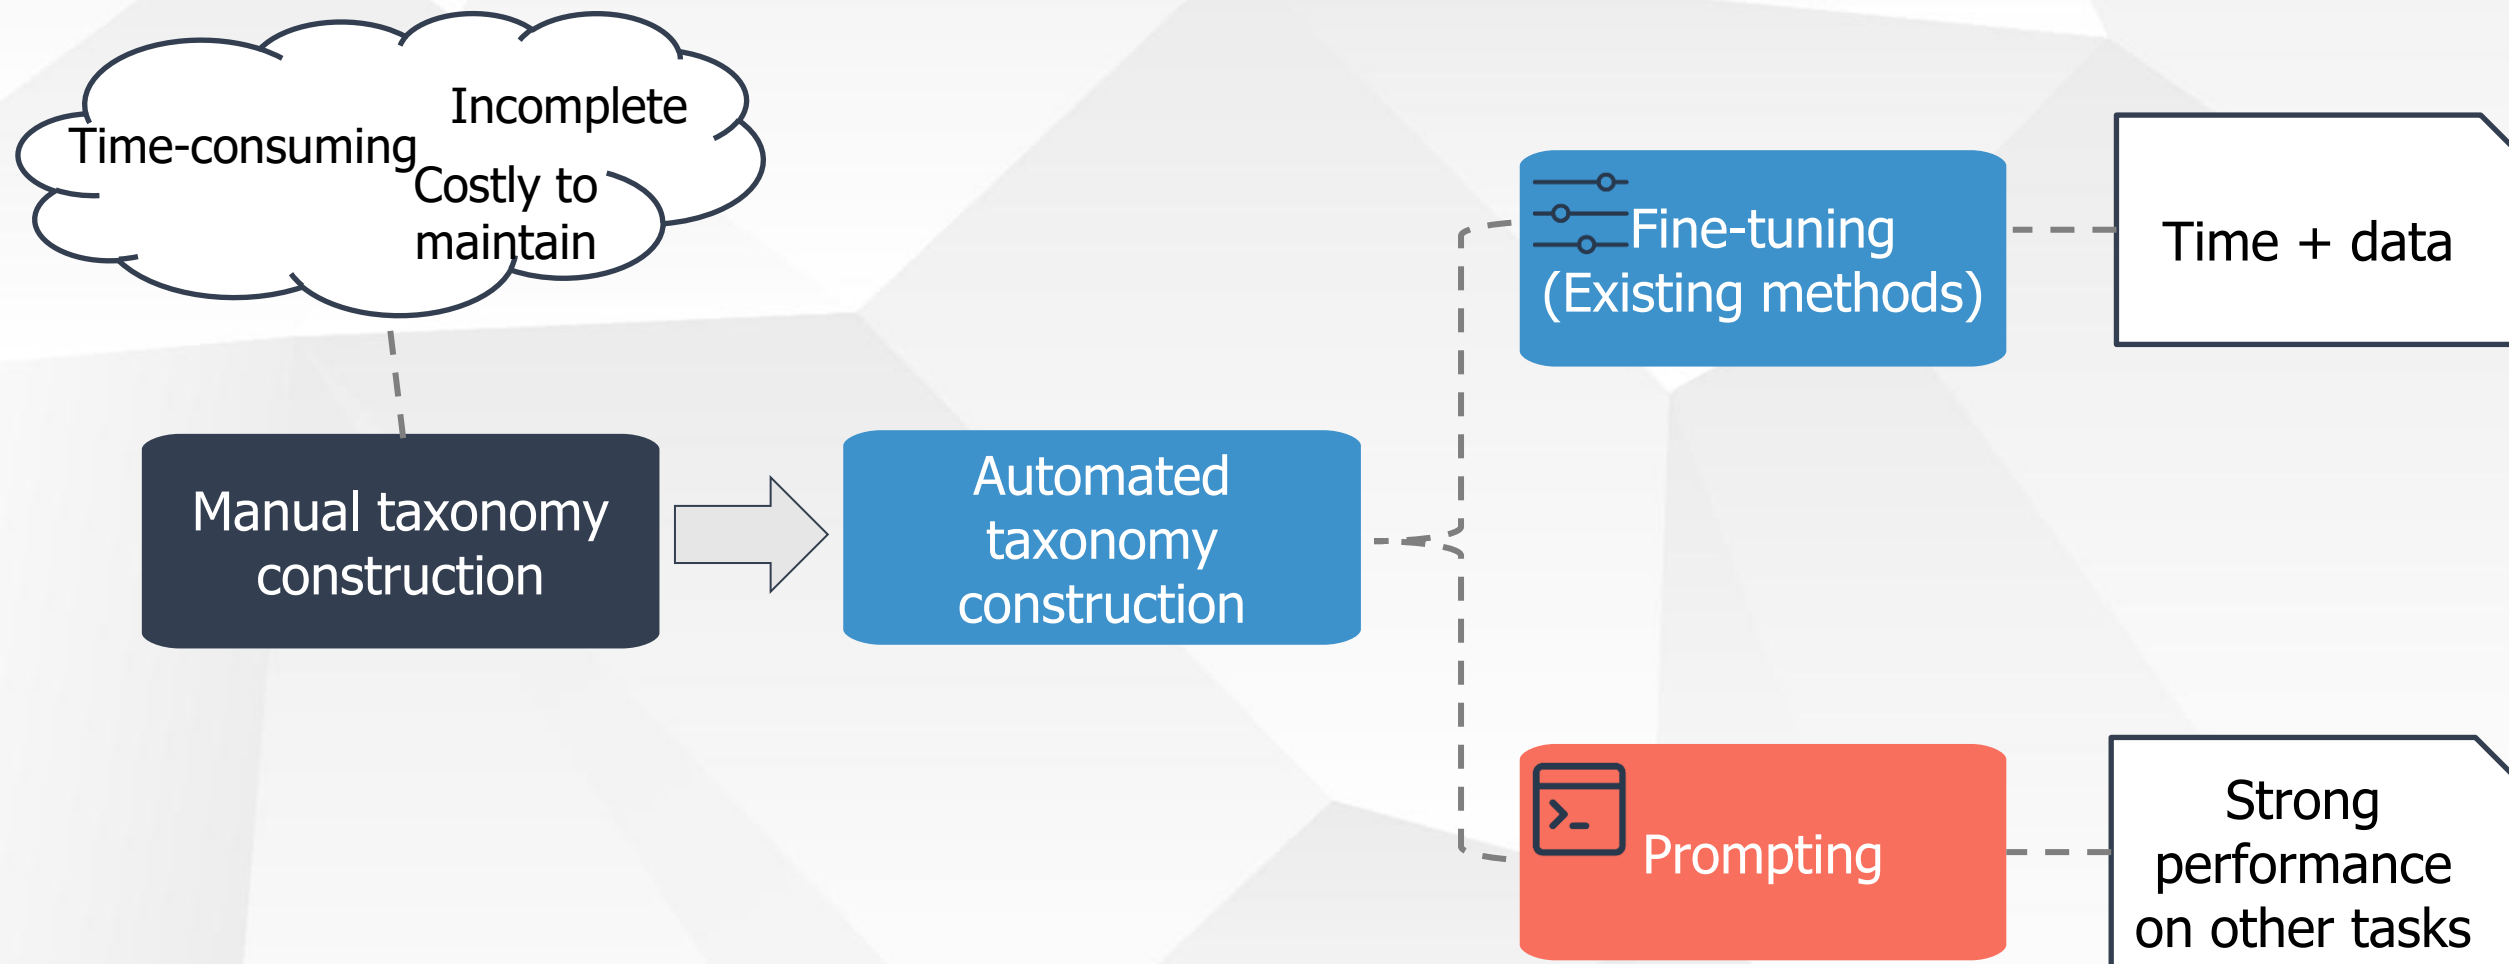 Incomplete
Time-consuming
Costly to
maintain
Manual taxonomy
construction
Automated
taxonomy
construction
Fine-tuning
(Existing methods)
Time + data
Prompting
Strong
performance
on other tasks